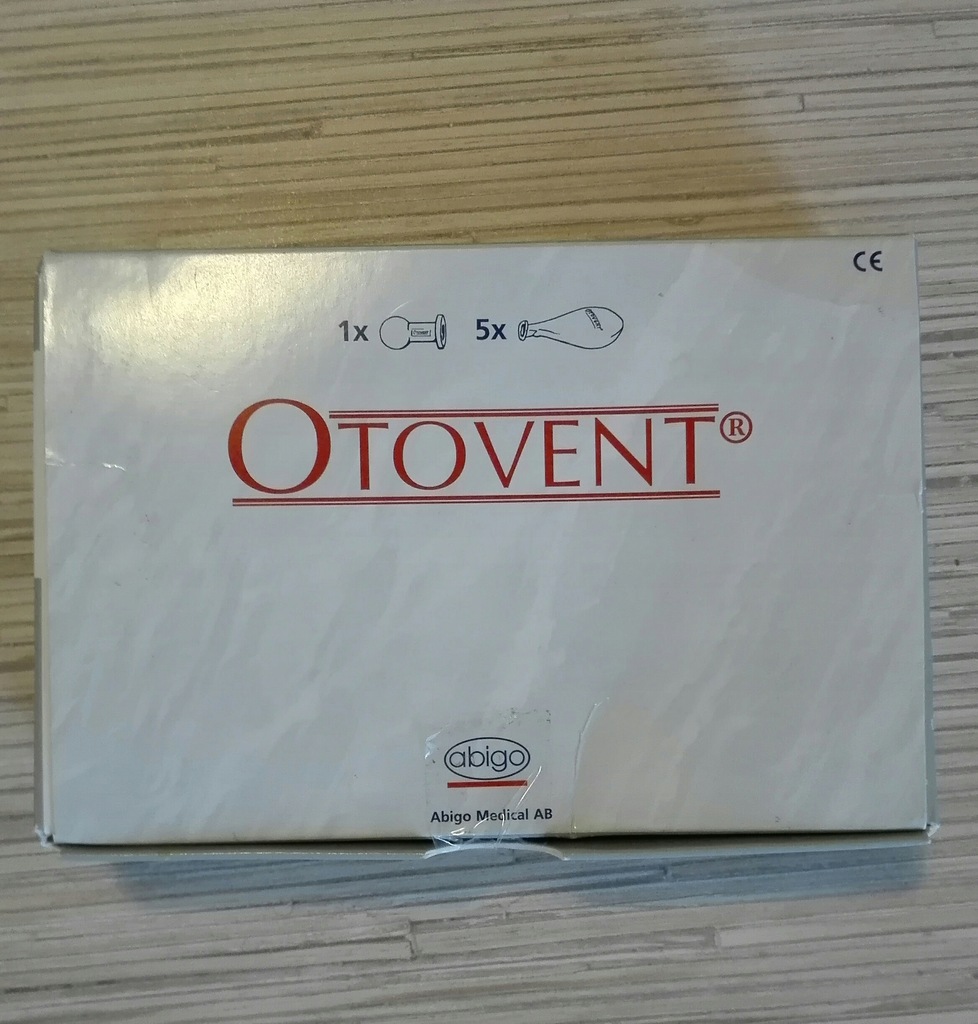 CE
1x 5x
OTOVENT®
abigo
Abigo Medical AB